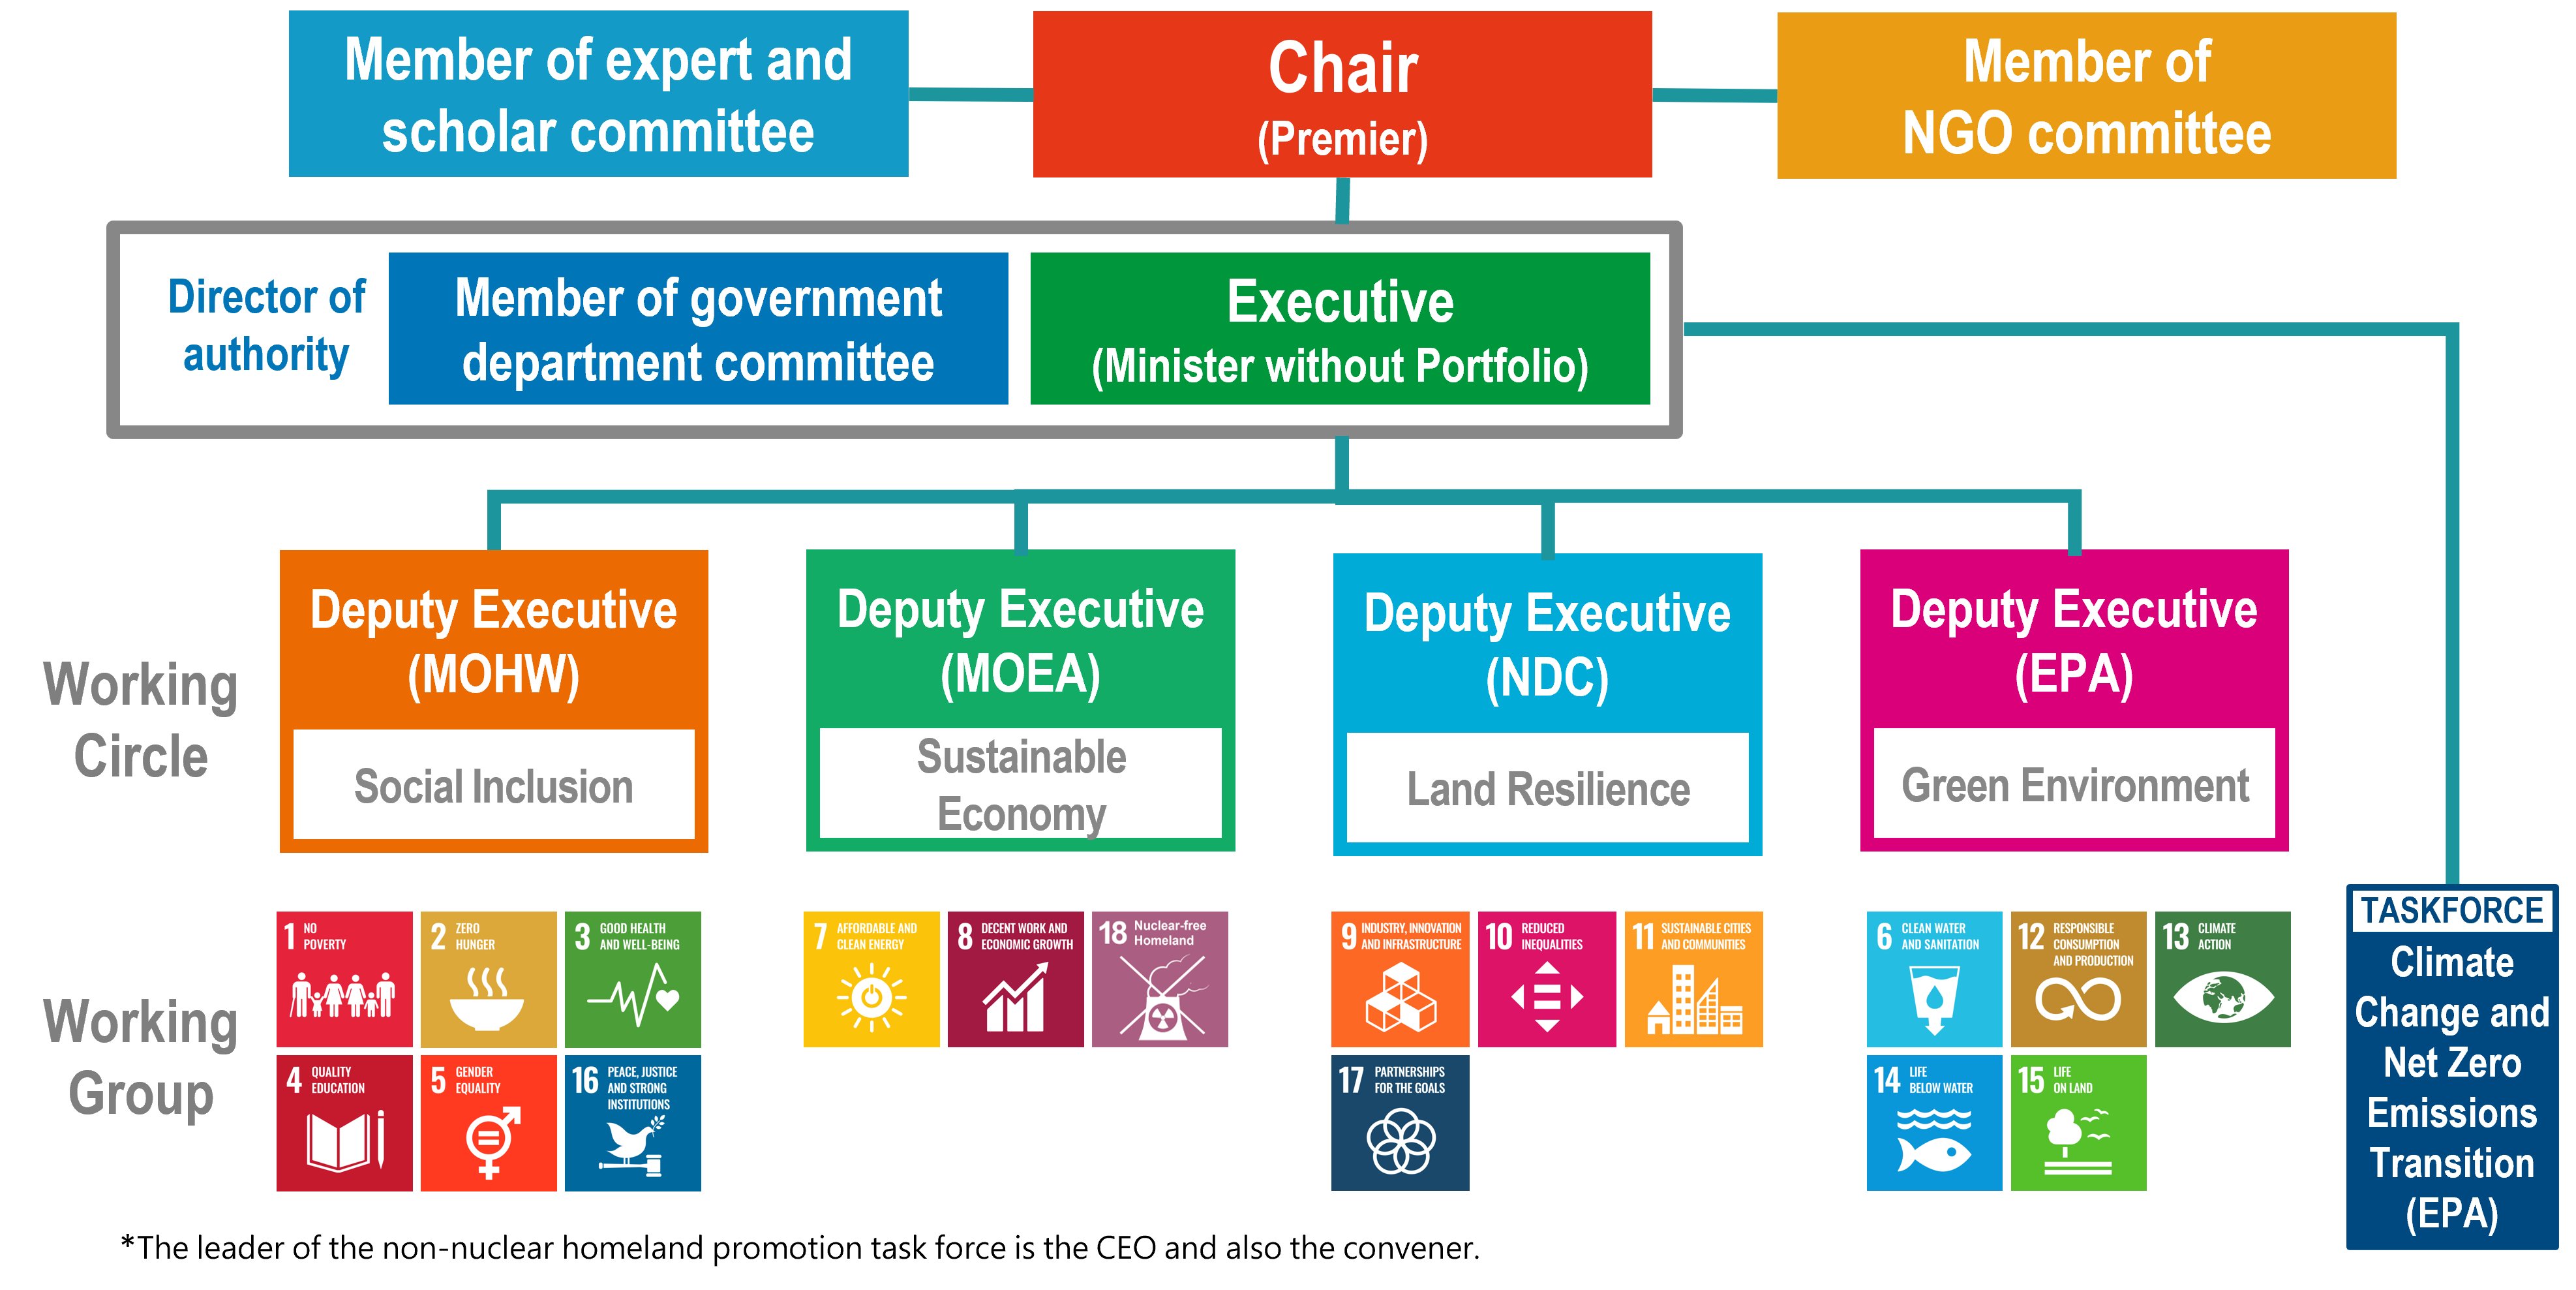 Member of expert and
scholar committee
Chair
(Premier)
Member of
NGO committee
Director of
authority
Member of government
department committee
Executive
(Minister without Portfolio)
Working
Circle
Deputy Executive
(MOHW)
Social Inclusion
Deputy Executive
(MOEA)
Sustainable
Economy
Deputy Executive
(NDC)
Land Resilience
Deputy Executive
(EPA)
Green Environment
Working
Group
1 NO
POVERTY
2 ZERO
HUNGER
3 GOOD HEALTH
AND WELL-BEING
4 QUALITY
EDUCATION
5 GENDER
EQUALITY
16 PEACE, JUSTICE
AND STRONG
INSTITUTIONS
7 AFFORDABLE AND
CLEAN ENERGY
8 DECENT WORK AND
ECONOMIC GROWTH
18 Nuclear-free
Homeland
9 INDUSTRY, INNOVATION
AND INFRASTRUCTURE
10 REDUCED
INEQUALITIES
11 SUSTAINABLE CITIES
AND COMMUNITIES
17 PARTNERSHIPS
FOR THE GOALS
6 CLEAN WATER
AND SANITATION
12 RESPONSIBLE
CONSUMPTION
AND PRODUCTION
13 CLIMATE
ACTION
14 LIFE
BELOW WATER
15 LIFE
ON LAND
TASKFORCE
Climate
Change and
Net Zero
Emissions
Transition
(EPA)
*The leader of the non-nuclear homeland promotion task force is the CEO and also the convener.